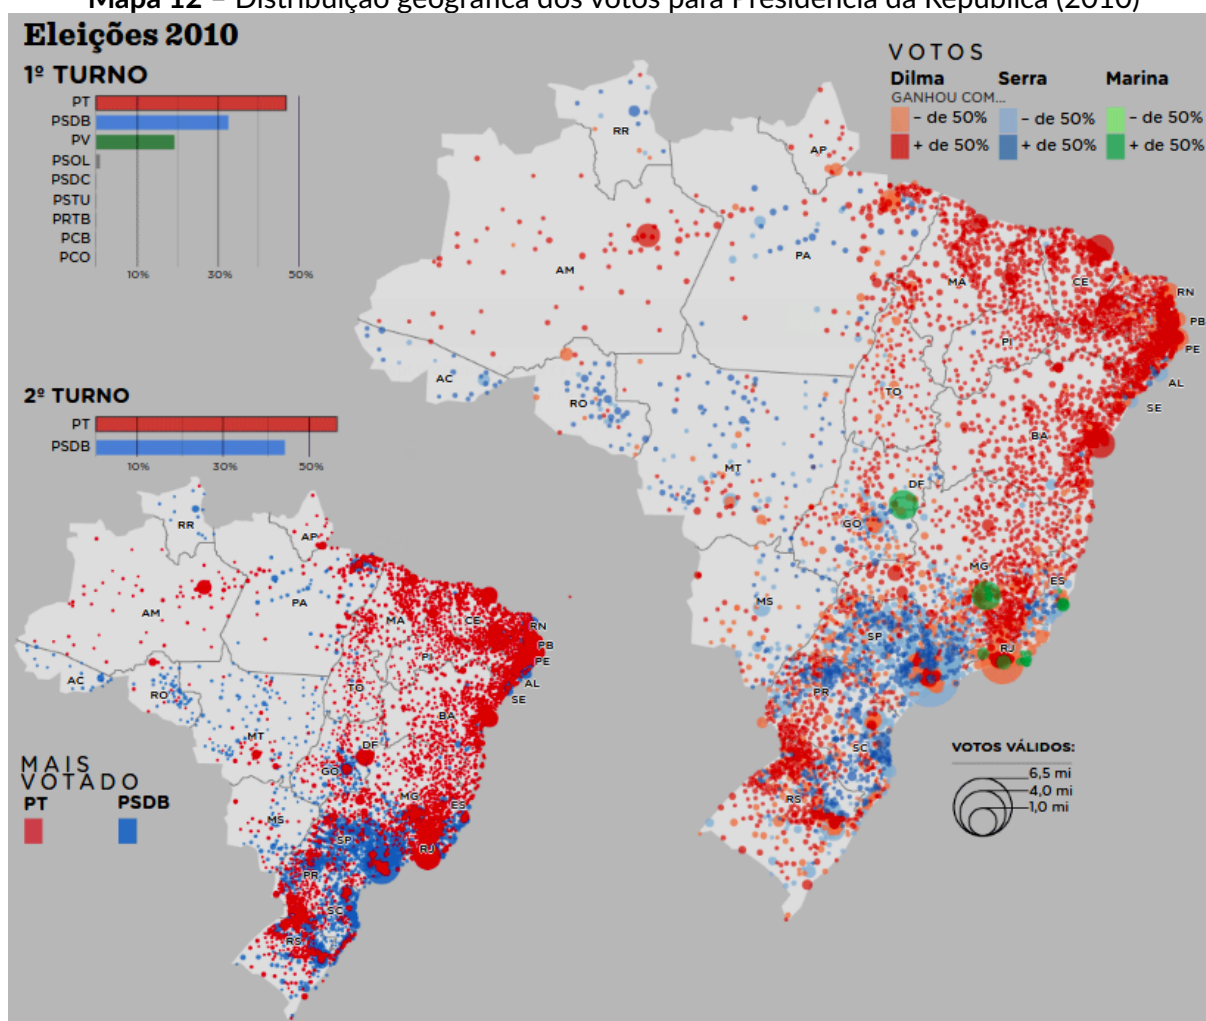 Mapa 12 – Distribuição geográfica dos votos para Presidência da República (2010)
Eleições 2010
1º TURNO
PT
PSDB
PV
PSOL
PSDC
PSTU
PRTB
PCB
PCO
10% 30% 50%
2º TURNO
PT
PSDB
10% 30% 50%
VOTOS
Dilma Serra Marina
GANHOU COM...
– de 50% – de 50% – de 50%
+ de 50% + de 50% + de 50%
RR
AP
AM
PA
MA
CE
RN
PB
PE
PI
AL
SE
AC
RO
TO
BA
MT
DF
GO
MG
ES
MS
SP
RJ
PR
SC
RS
VOTOS VÁLIDOS:
6,5 mi
4,0 mi
1,0 mi
RR
AP
AM
PA
MA
CE
RN
PB
PE
PI
AL
SE
AC
RO
TO
BA
MT
DF
GO
MG
ES
MS
SP
RJ
PR
SC
RS
MAIS
VOTADO
PT PSDB